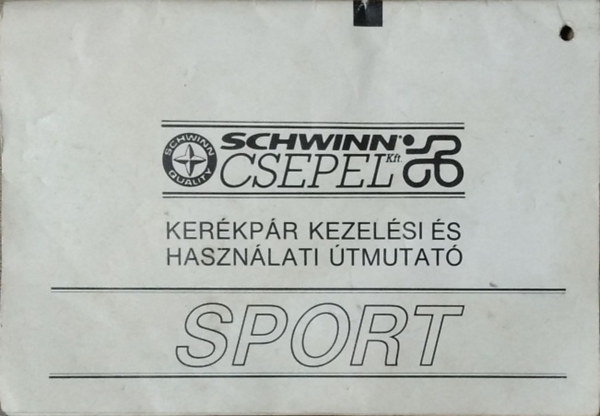 SCHWINN
QUALITY
SCHWINN®
CSEPEL Kft
KERÉKPÁR KEZELÉSI ÉS
HASZNÁLATI ÚTMUTATÓ
SPORT